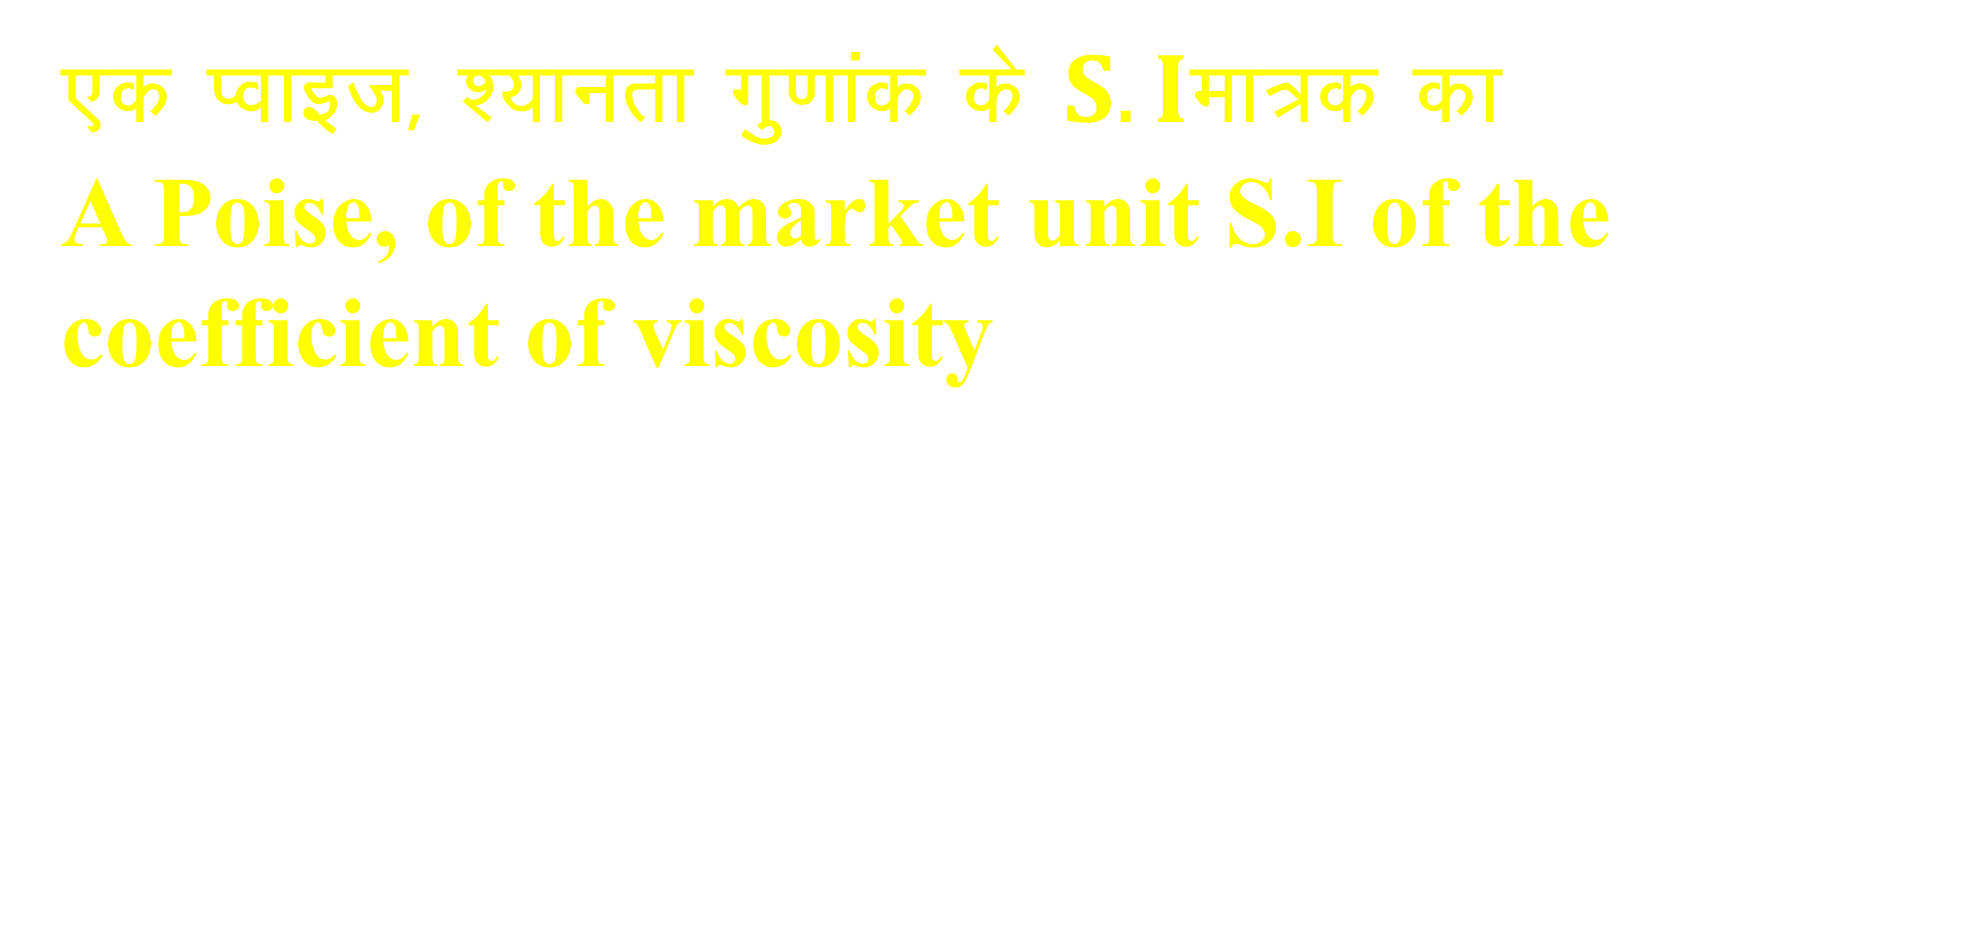 एक प्वाइज, श्यानता गुणांक के S. Iमात्रक का
A Poise, of the market unit S.I of the
coefficient of viscosity